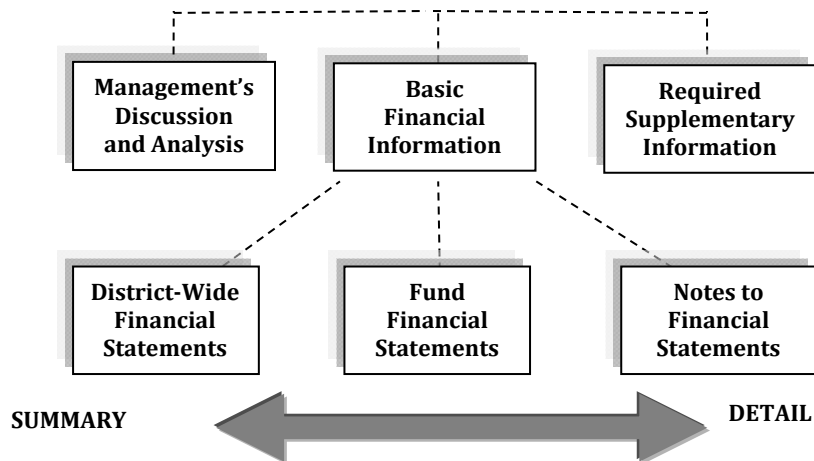 Management’s
Discussion
and Analysis
Basic
Financial
Information
Required
Supplementary
Information
District-Wide
Financial
Statements
Fund
Financial
Statements
Notes to
Financial
Statements
SUMMARY
DETAIL